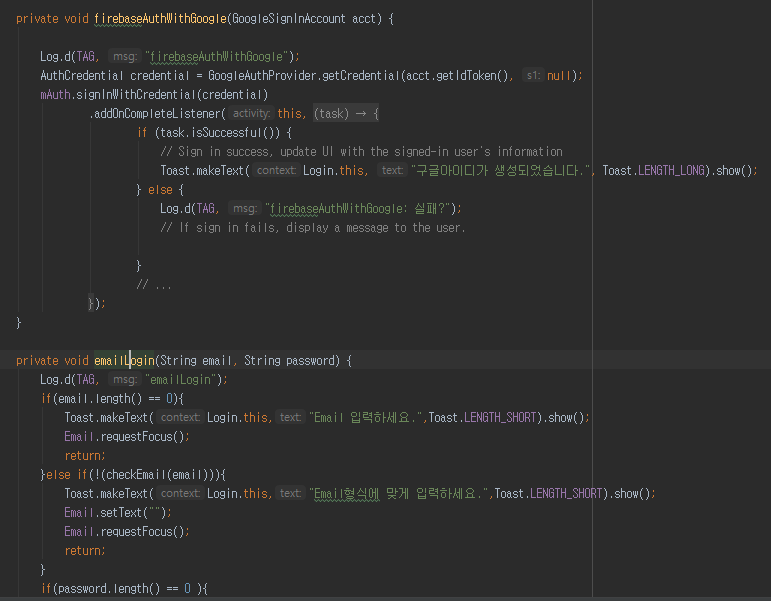 private void firebaseAuthWithGoogle(GoogleSignInAccount acct) {
Log.d(TAG, msg: "firebaseAuthWithGoogle");
AuthCredential credential = GoogleAuthProvider.getCredential(acct.getIdToken(), s1: null);
mAuth.signInWithCredential(credential)
.addOnCompleteListener( activity: this, (task) → {
if (task.isSuccessful()) {
// Sign in success, update UI with the signed-in user's information
Toast.makeText( context: Login.this, text: "구글아이디가 생성되었습니다.", Toast.LENGTH_LONG).show();
} else {
Log.d(TAG, msg: "firebaseAuthWithGoogle: 실패?");
// If sign in fails, display a message to the user.
}
// ...
});
}
private void emailLogin(String email, String password) {
Log.d(TAG, msg: "emailLogin");
if(email.length() == 0){
Toast.makeText( context: Login.this, text: "Email 입력하세요.",Toast.LENGTH_SHORT).show();
Email.requestFocus();
return;
}else if(!(checkEmail(email))){
Toast.makeText( context: Login.this, text: "Email형식에 맞게 입력하세요.",Toast.LENGTH_SHORT).show();
Email.setText("");
Email.requestFocus();
return;
}
if(password.length() == 0 ){